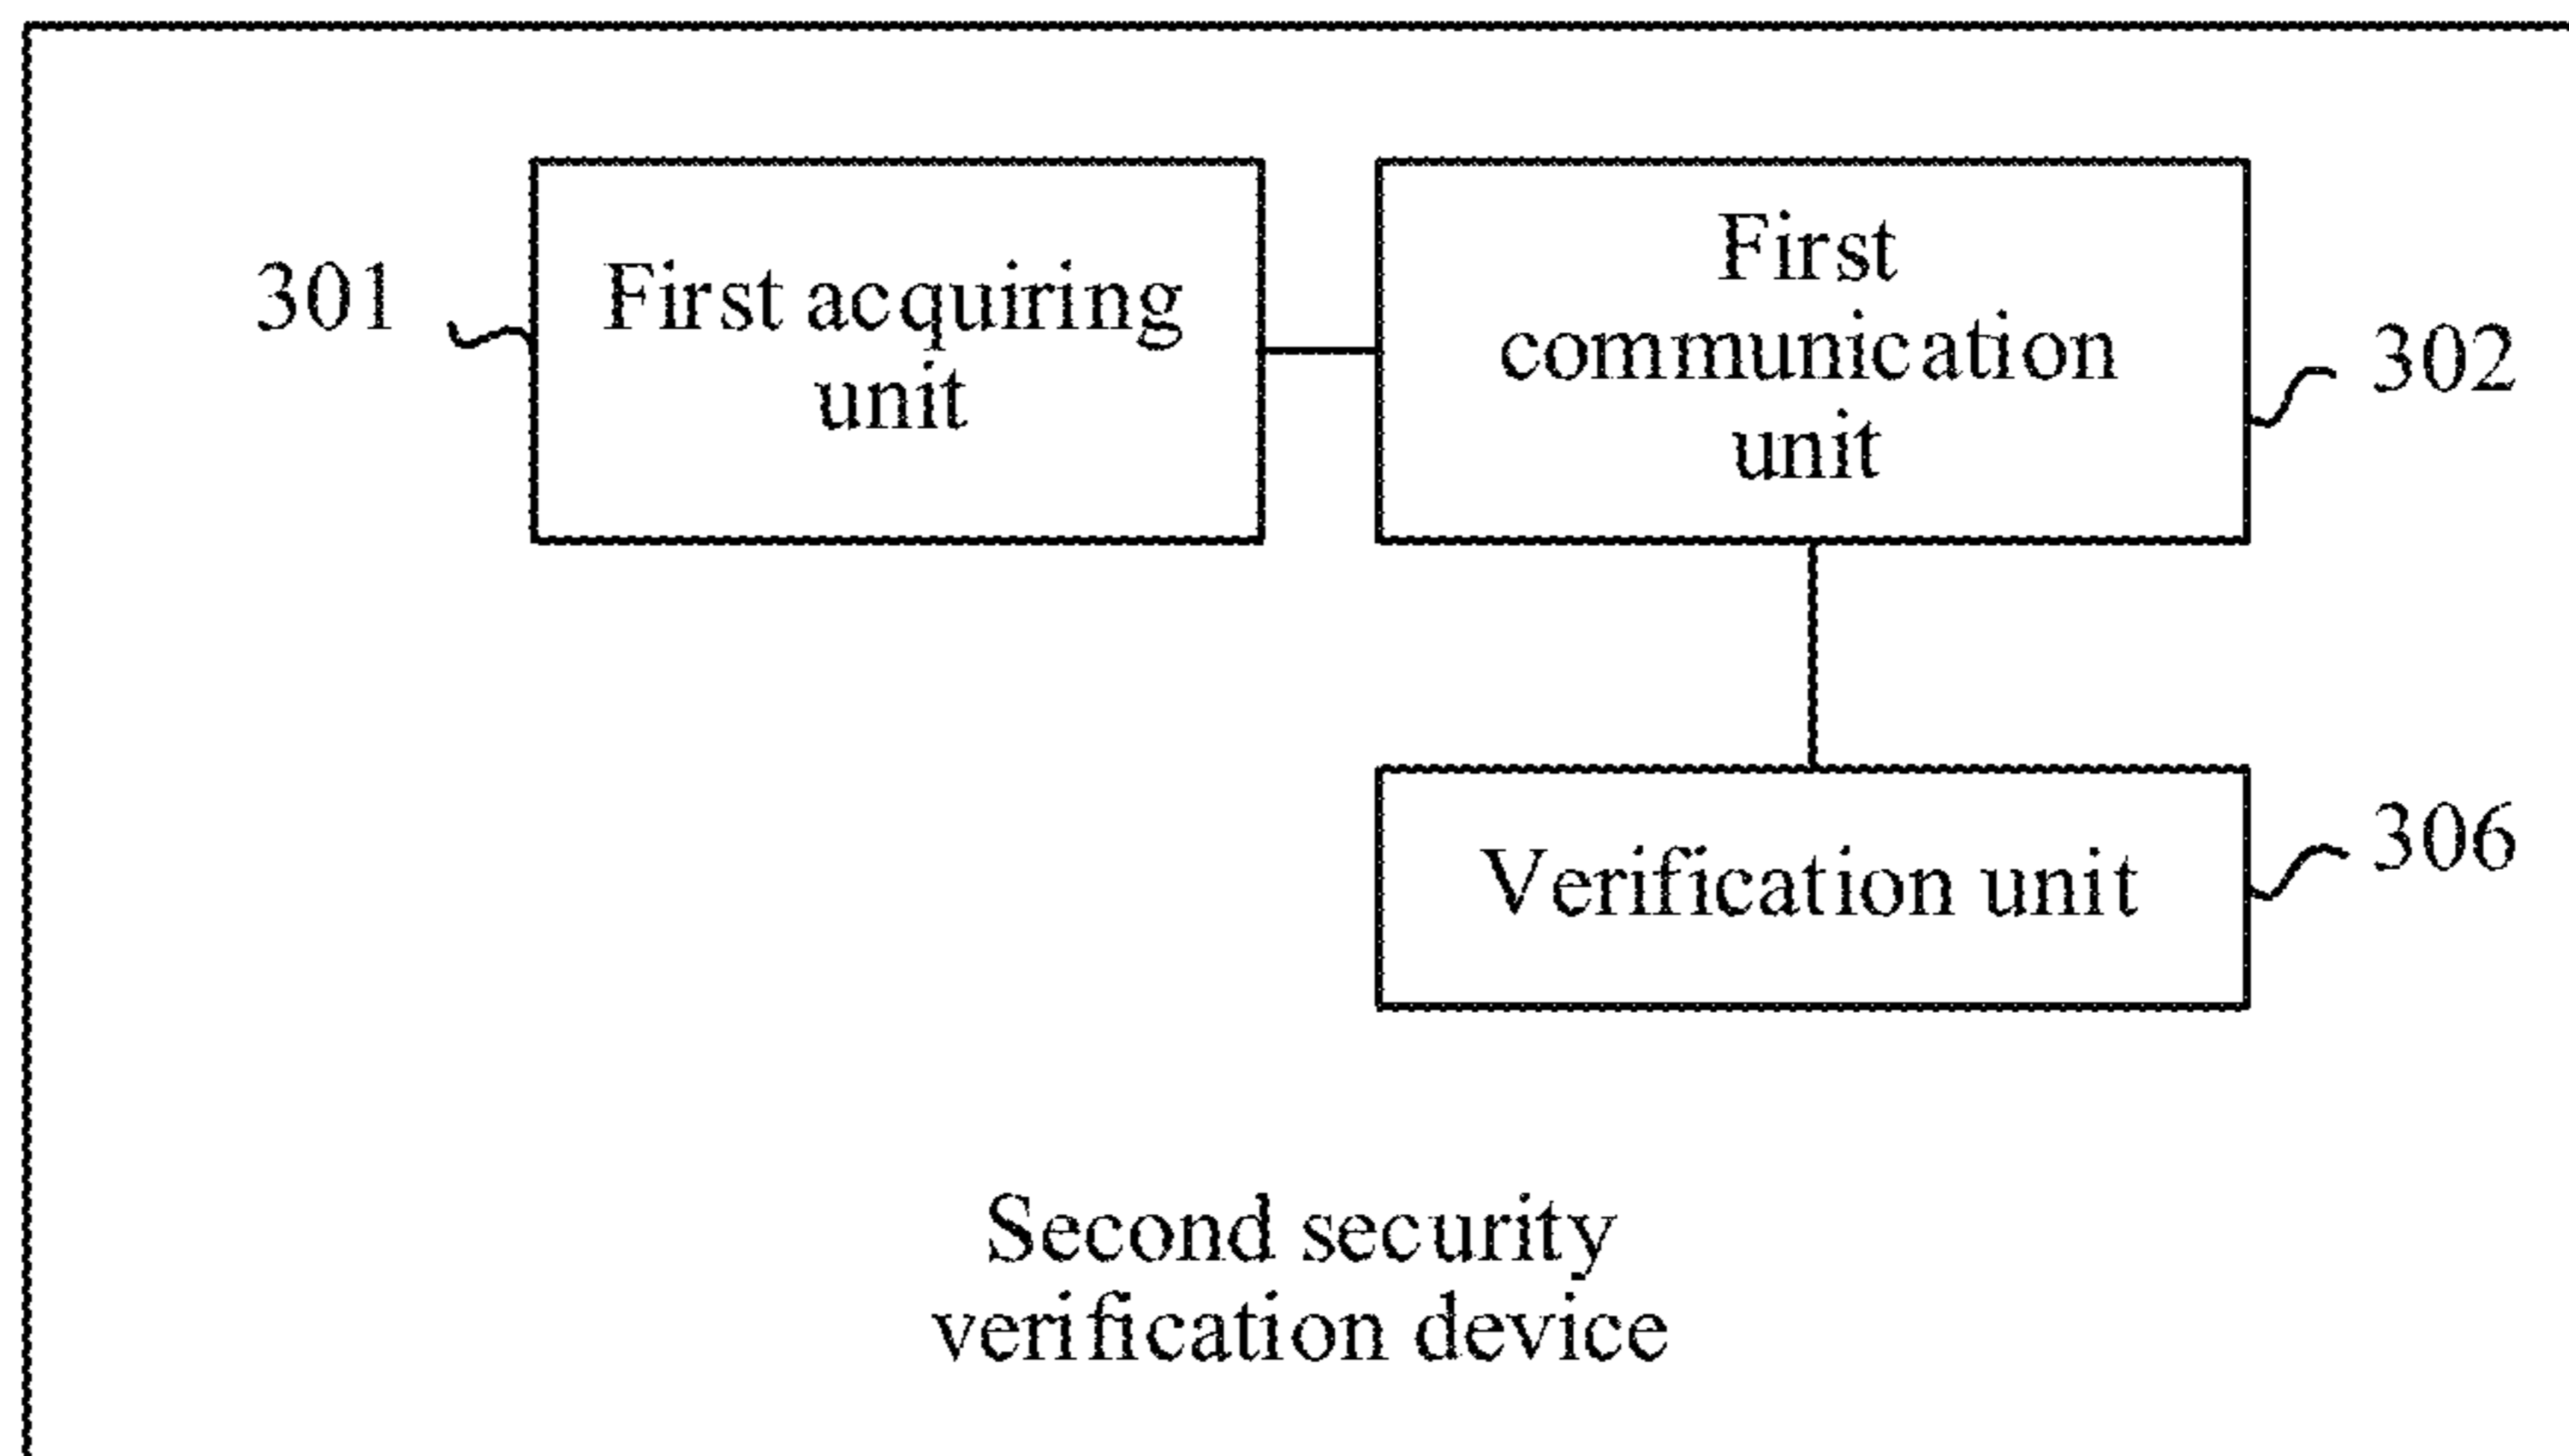 301
First acquiring
unit
First
communication
unit
302
Verification unit
306
Second security
verification device